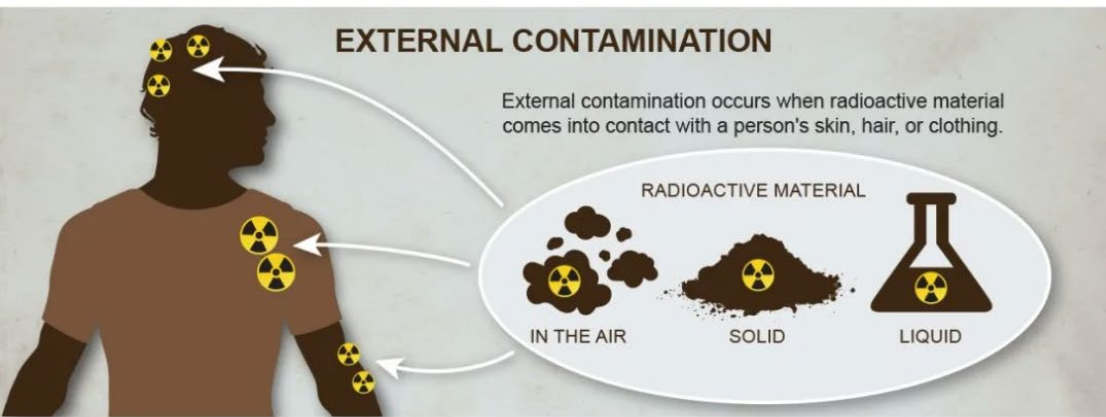 EXTERNAL CONTAMINATION
External contamination occurs when radioactive material
comes into contact with a person's skin, hair, or clothing.
RADIOACTIVE MATERIAL
IN THE AIR
SOLID
LIQUID